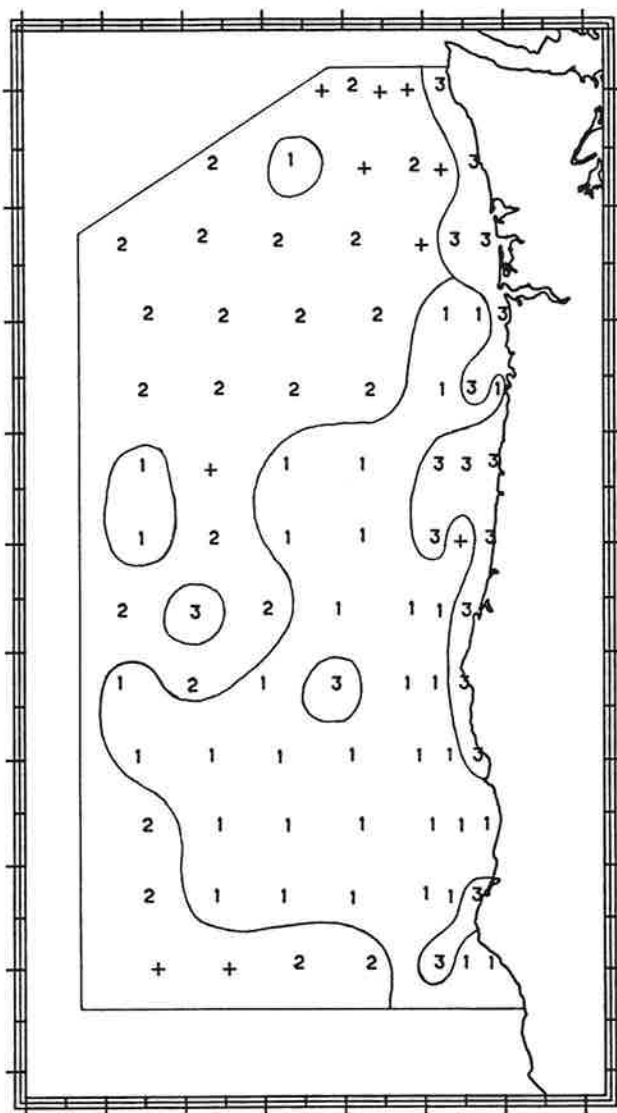 + 2 + + 3
2 1 + 2 + 3
2 2 2 2 + 3 3
2 2 2 2 1 1 3
2 2 2 2 1 3 1
1 + 1 1 3 3 3
1 2 1 1 3 + 3
2 3 2 1 1 1 3
1 2 1 3 1 1 3
1 1 1 1 1 1 3
2 1 1 1 1 1 1
2 1 1 1 1 1 3
+ + 2 2 3 1 1